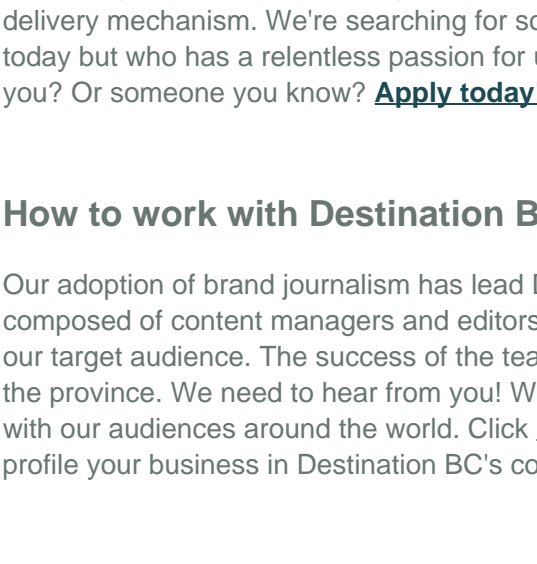 delivery mechanism. We're searching for
today but who has a relentless passion for
you? Or someone you know? Apply today
How to work with Destination
Our adoption of brand journalism has lead
composed of content managers and editors
our target audience. The success of the
the province. We need to hear from you!
with our audiences around the world. Click
profile your business in Destination BC's